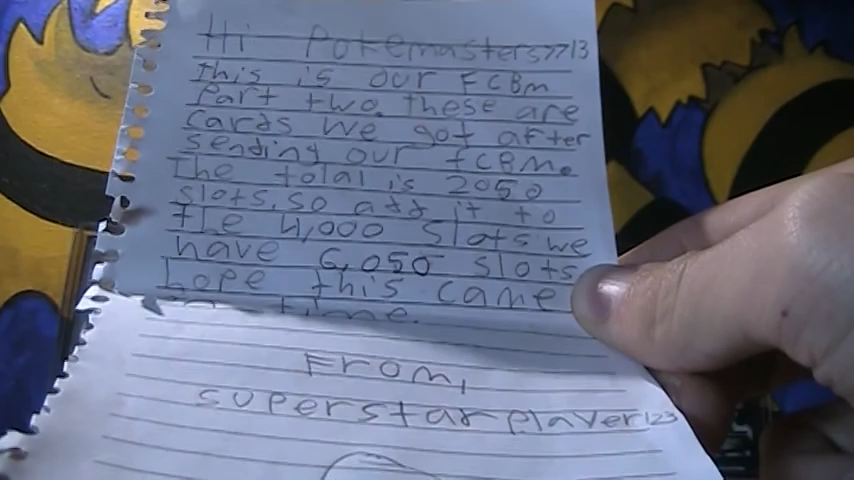 Hi Pokemasters7713
this is our FCBM
Part two. these are
cards we got after
sending our fCBM.
The total is 2050
slots. so add it to
the 4,000 slots we
have 6,050 slots
hope this came
time.
From,
superstarplayer123